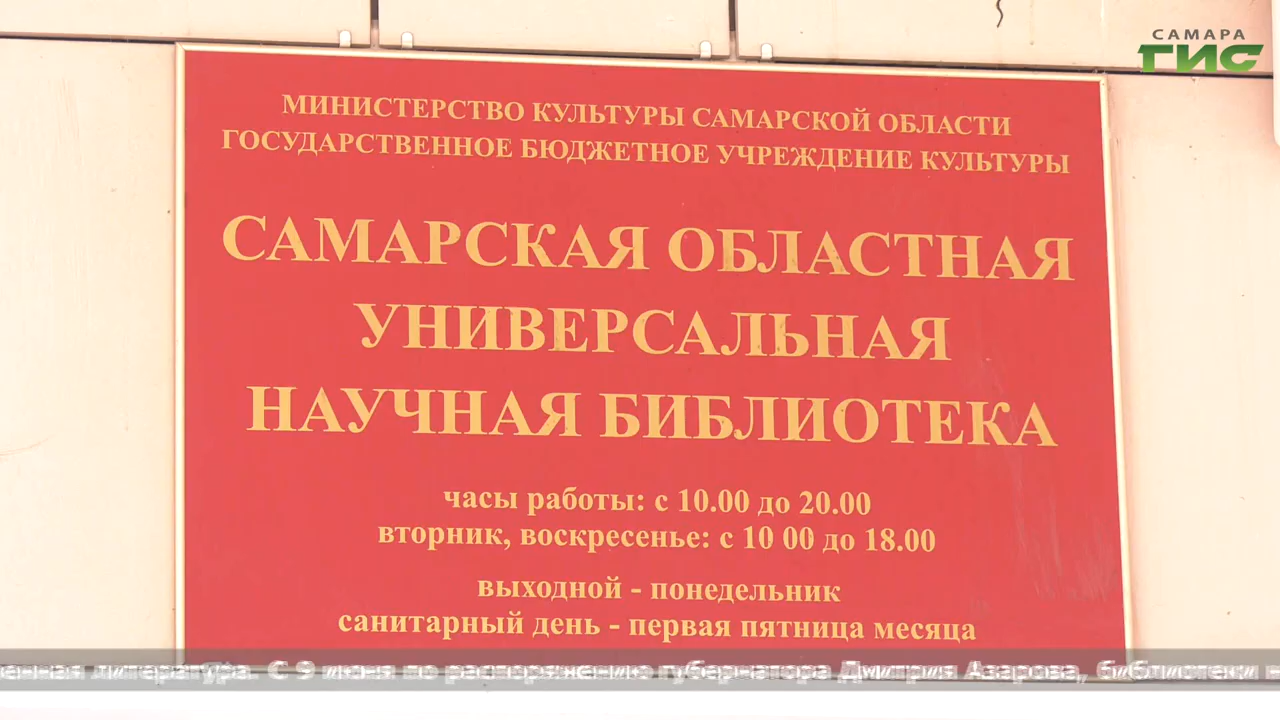 САМАРА
ГИС
МИНИСТЕРСТВО КУЛЬТУРЫ САМАРСКОЙ ОБЛАСТИ
ГОСУДАРСТВЕННОЕ БЮДЖЕТНОЕ УЧРЕЖДЕНИЕ КУЛЬТУРЫ
САМАРСКАЯ ОБЛАСТНАЯ
УНИВЕРСАЛЬНАЯ
НАУЧНАЯ БИБЛИОТЕКА
часы работы: с 10.00 до 20.00
вторник, воскресенье: с 10 00 до 18.00
выходной - понедельник
санитарный день - первая пятница месяца
литература. С 9 июня по распоряжению губернатора Дмитрия Азарова, библиотеки